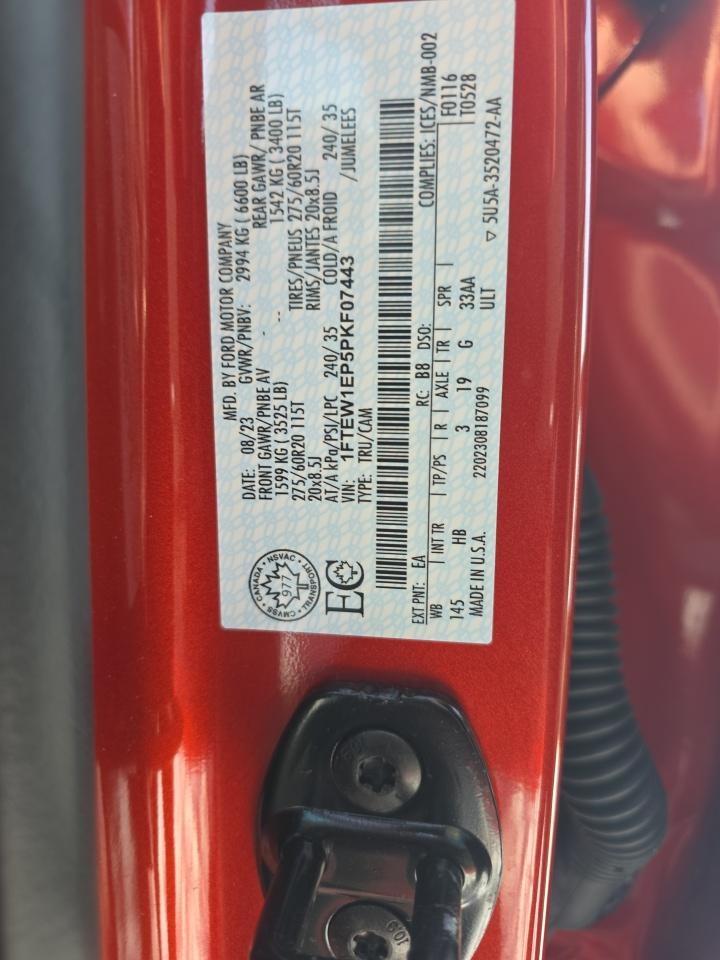 MFD. BY FORD MOTOR COMPANY
DATE: 08/23 GVWR/PNBV: 2994 KG ( 6600 LB)
FRONT GAWR/PNBE AV REAR GAWR/ PNBE AR
1599 KG ( 3525 LB) 1542 KG ( 3400 LB)
275/60R20 115T TIRES/PNEUS 275/60R20 115T
20x8.5J RIMS/JANTES 20x8.5J
AT/A kPa/PSI/LPC 240/ 35 COLD/A FROID 240/ 35
VIN: 1FTEW1EP5PKF07443 /JUMELEES
TYPE: TRU/CAM
CMVSS • CANADA • NSVAC • TRANSPORT
977
EC
COMPLIES: ICES/NMB-002
EXT PNT: EA RC: B8 DSO: F0116
WB INT TR TP/PS R AXLE TR SPR T0528
145 HB 3 19 G 33AA
2202308187099 ULT
MADE IN U.S.A. ▽ 5U5A-3520472-AA
10.9